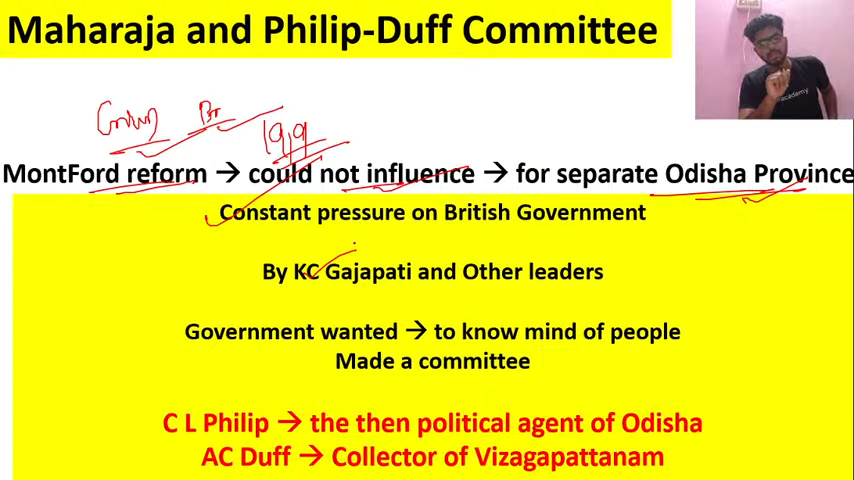 Maharaja and Philip-Duff Committee
academy
1919
MontFord reform → could not influence → for separate Odisha Province
Constant pressure on British Government
By KC Gajapati and Other leaders
Government wanted → to know mind of people
Made a committee
C L Philip → the then political agent of Odisha
AC Duff → Collector of Vizagapattanam